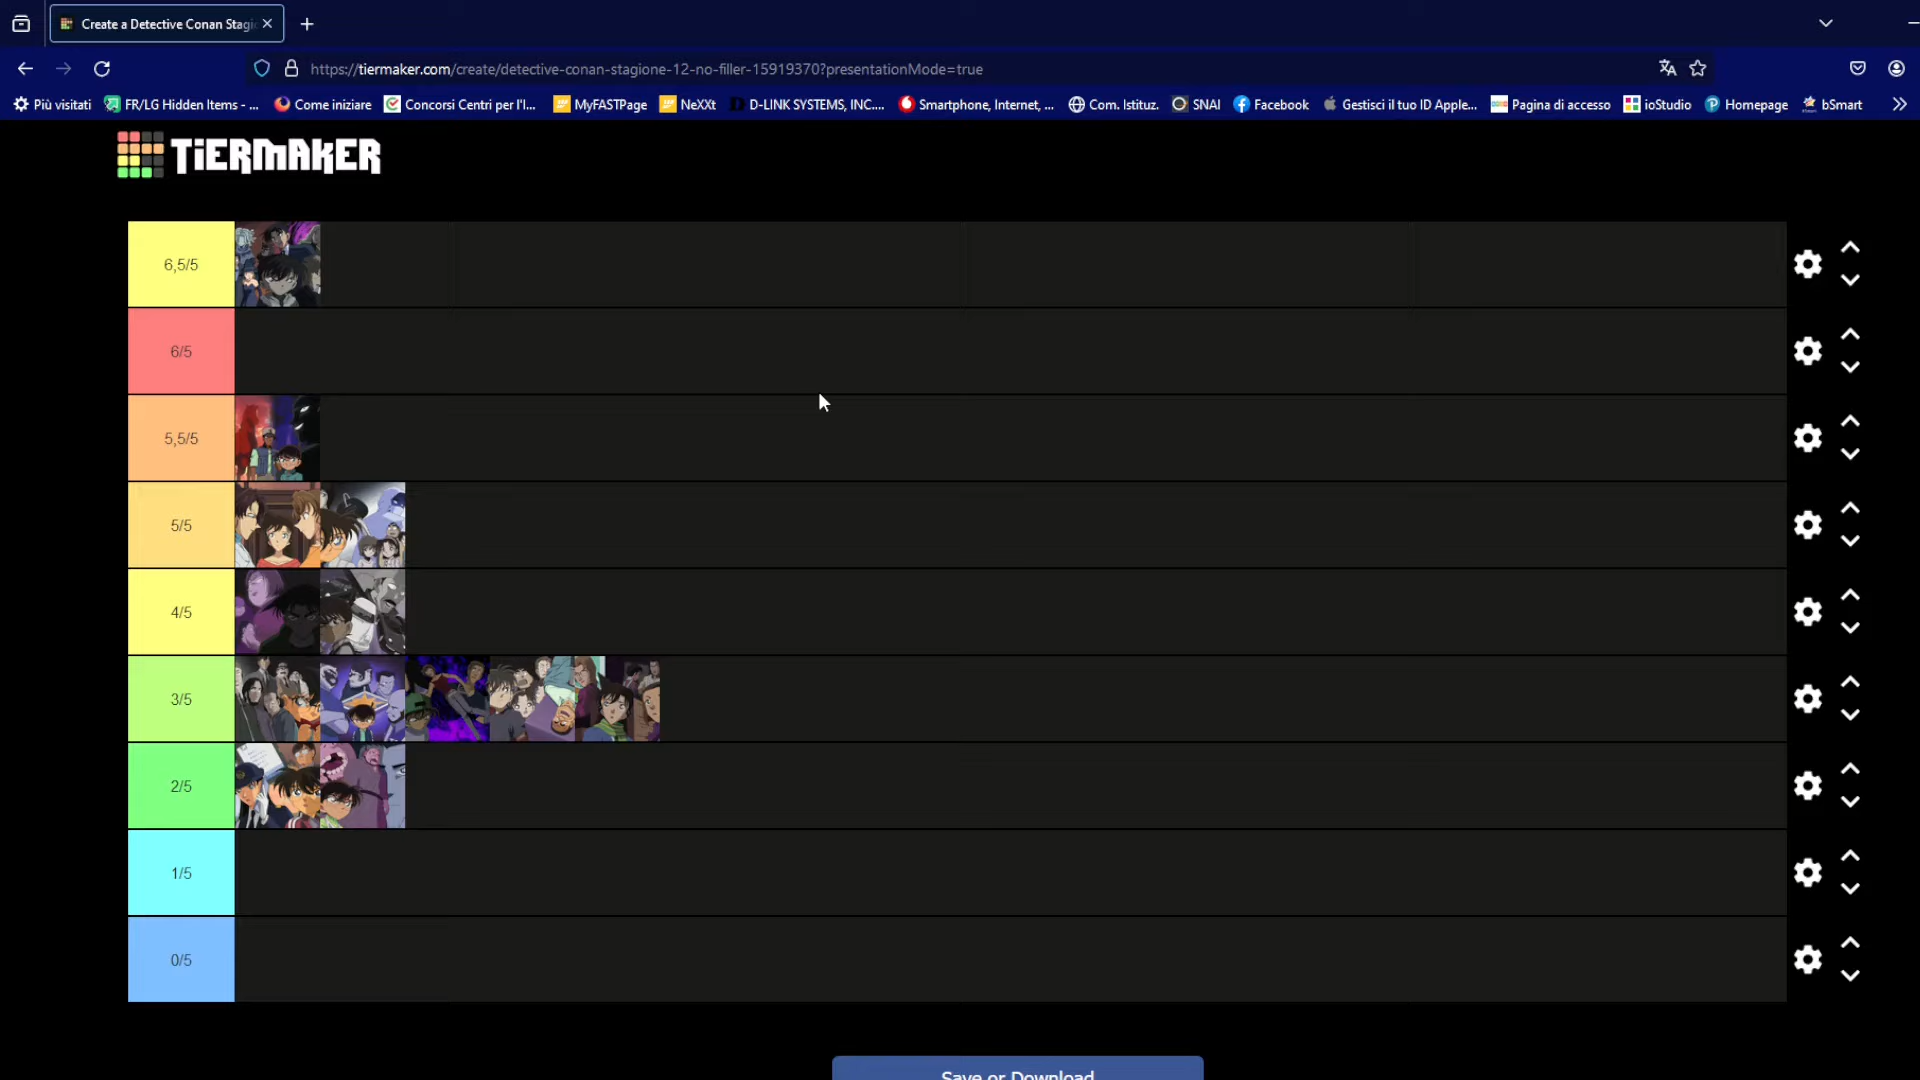 Create a Detective Conan Stagi
https://tiermaker.com/create/detective-conan-stagione-12-no-filler-15919370?presentationMode=true
Più visitati FR/LG Hidden Items - ... Come iniziare Concorsi Centri per l'I... MyFASTPage NeXXt D-LINK SYSTEMS, INC.... Smartphone, Internet, ... Com. Istituz. SNAI Facebook Gestisci il tuo ID Apple... Pagina di accesso ioStudio Homepage bSmart
TiERMAKER
6,5/5
6/5
5,5/5
5/5
4/5
3/5
2/5
1/5
0/5
Save or Download